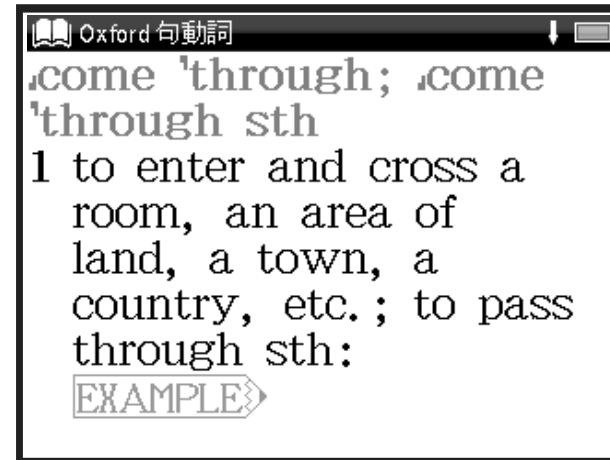 Oxford 句動詞
ˌcome ˈthrough; ˌcome
ˈthrough sth
1 to enter and cross a
room, an area of
land, a town, a
country, etc.; to pass
through sth:
EXAMPLE